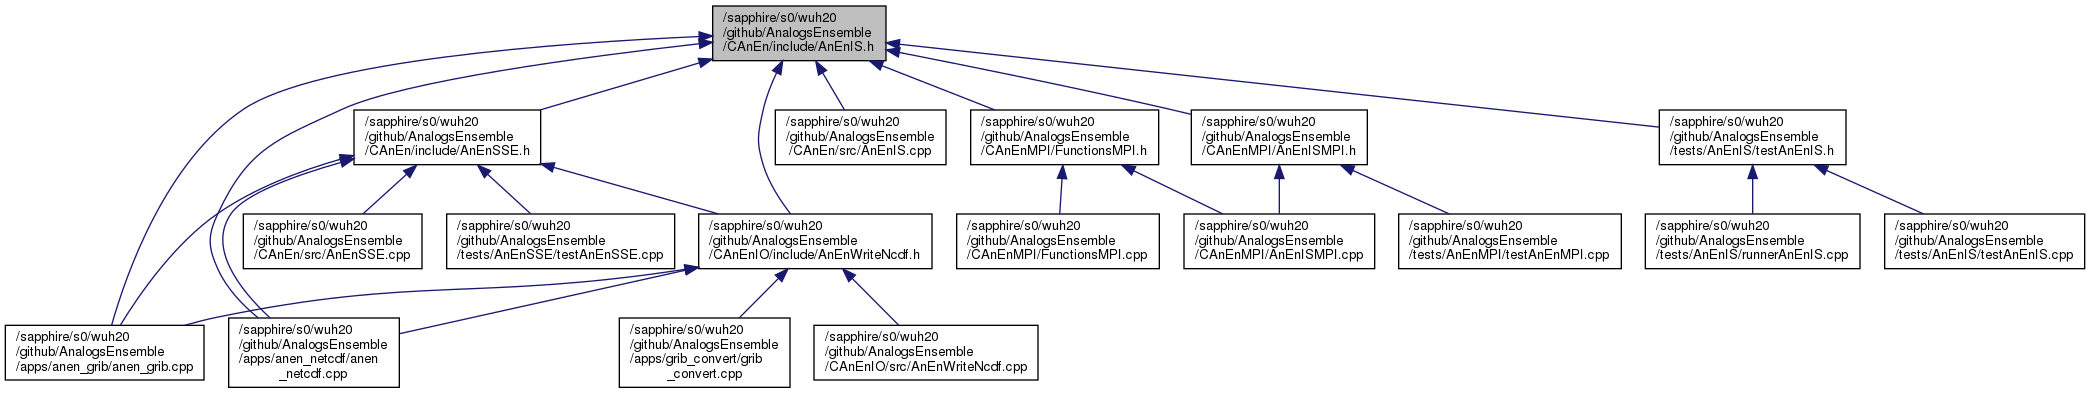 /sapphire/s0/wuh20
/github/AnalogsEnsemble
/CAnEn/include/AnEnIS.h
/sapphire/s0/wuh20
/github/AnalogsEnsemble
/CAnEn/include/AnEnSSE.h
/sapphire/s0/wuh20
/github/AnalogsEnsemble
/CAnEn/src/AnEnIS.cpp
/sapphire/s0/wuh20
/github/AnalogsEnsemble
/CAnEnMPI/FunctionsMPI.h
/sapphire/s0/wuh20
/github/AnalogsEnsemble
/CAnEnMPI/AnEnISMPI.h
/sapphire/s0/wuh20
/github/AnalogsEnsemble
/tests/AnEnIS/testAnEnIS.h
/sapphire/s0/wuh20
/github/AnalogsEnsemble
/CAnEn/src/AnEnSSE.cpp
/sapphire/s0/wuh20
/github/AnalogsEnsemble
/tests/AnEnSSE/testAnEnSSE.cpp
/sapphire/s0/wuh20
/github/AnalogsEnsemble
/CAnEnIO/include/AnEnWriteNcdf.h
/sapphire/s0/wuh20
/github/AnalogsEnsemble
/CAnEnMPI/FunctionsMPI.cpp
/sapphire/s0/wuh20
/github/AnalogsEnsemble
/CAnEnMPI/AnEnISMPI.cpp
/sapphire/s0/wuh20
/github/AnalogsEnsemble
/tests/AnEnMPI/testAnEnMPI.cpp
/sapphire/s0/wuh20
/github/AnalogsEnsemble
/tests/AnEnIS/runnerAnEnIS.cpp
/sapphire/s0/wuh20
/github/AnalogsEnsemble
/tests/AnEnIS/testAnEnIS.cpp
/sapphire/s0/wuh20
/github/AnalogsEnsemble
/apps/anen_grib/anen_grib.cpp
/sapphire/s0/wuh20
/github/AnalogsEnsemble
/apps/anen_netcdf/anen
_netcdf.cpp
/sapphire/s0/wuh20
/github/AnalogsEnsemble
/apps/grib_convert/grib
_convert.cpp
/sapphire/s0/wuh20
/github/AnalogsEnsemble
/CAnEnIO/src/AnEnWriteNcdf.cpp